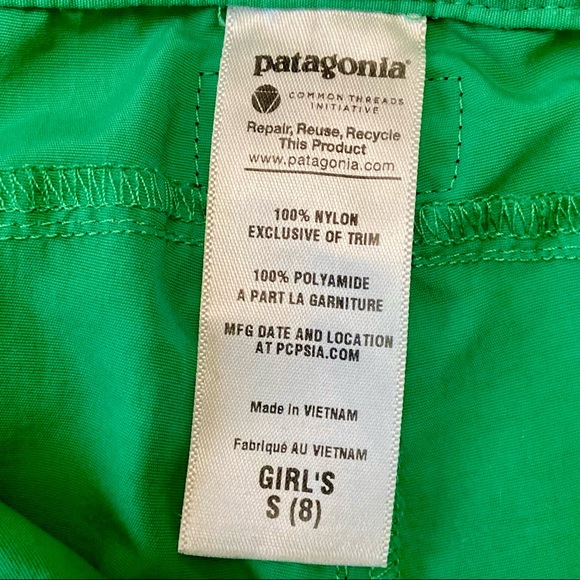 patagonia®
COMMON THREADS
INITIATIVE
Repair, Reuse, Recycle
This Product
www.patagonia.com
100% NYLON
EXCLUSIVE OF TRIM
100% POLYAMIDE
A PART LA GARNITURE
MFG DATE AND LOCATION
AT PCPSIA.COM
Made in VIETNAM
Fabriqué AU VIETNAM
GIRL'S
S (8)